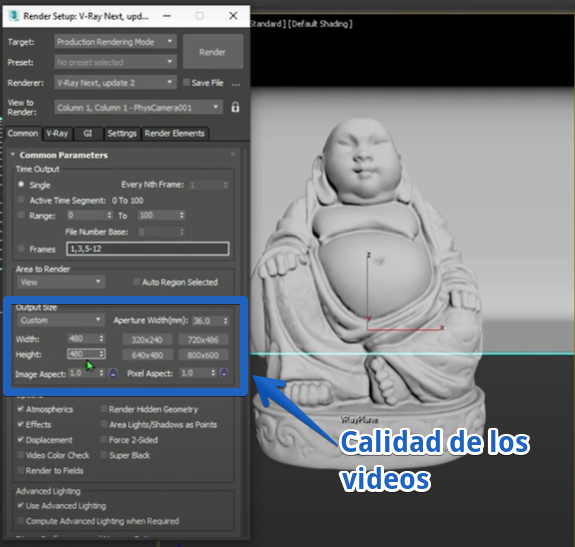 Render Setup: V-Ray Next, upd...
Standard ] [Default Shading ]
Target: Production Rendering Mode
Render
Preset: No preset selected
Renderer: V-Ray Next, update 2 Save File ...
View to
Render: Column 1, Column 1 - PhysCamera001
Common V-Ray GI Settings Render Elements
Common Parameters
Time Output
Single Every Nth Frame: 1
Active Time Segment: 0 To 100
Range: 0 To 100
File Number Base: 0
Frames 1,3,5-12
Area to Render
View Auto Region Selected
Output Size
Custom Aperture Width(mm): 36.0
Width: 480 320x240 720x486
Height: 480 640x480 800x600
Image Aspect: 1.0 Pixel Aspect: 1.0
Options
Atmospherics Render Hidden Geometry
Effects Area Lights/Shadows as Points
Displacement Force 2-Sided
Video Color Check Super Black
Render to Fields
Advanced Lighting
Use Advanced Lighting
Compute Advanced Lighting when Required
z
x
VRayPlane
Calidad de los
videos